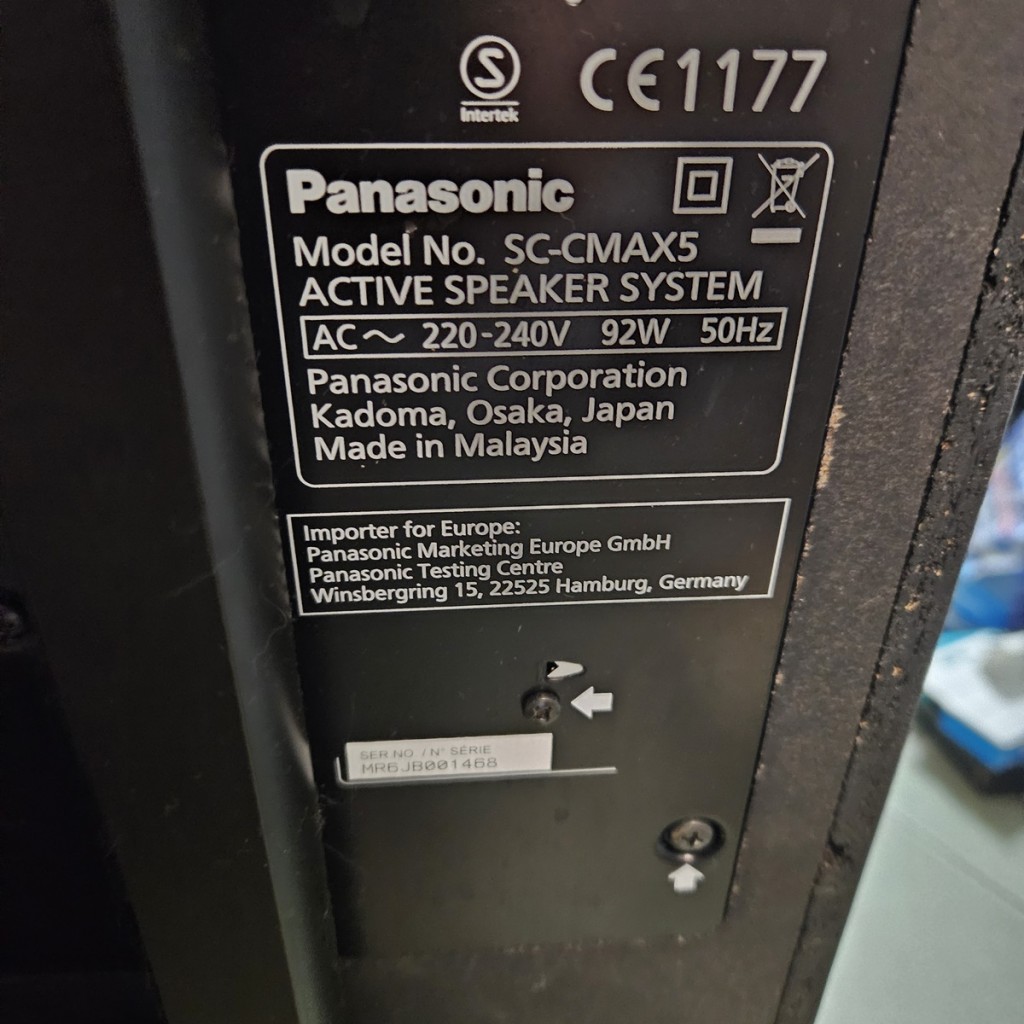 S
Intertek
CE1177
Panasonic
Model No. SC-CMAX5
ACTIVE SPEAKER SYSTEM
AC～ 220-240V 92W 50Hz
Panasonic Corporation
Kadoma, Osaka, Japan
Made in Malaysia
Importer for Europe:
Panasonic Marketing Europe GmbH
Panasonic Testing Centre
Winsbergring 15, 22525 Hamburg, Germany
SER.NO. / N° SÉRIE
MR6JB001468